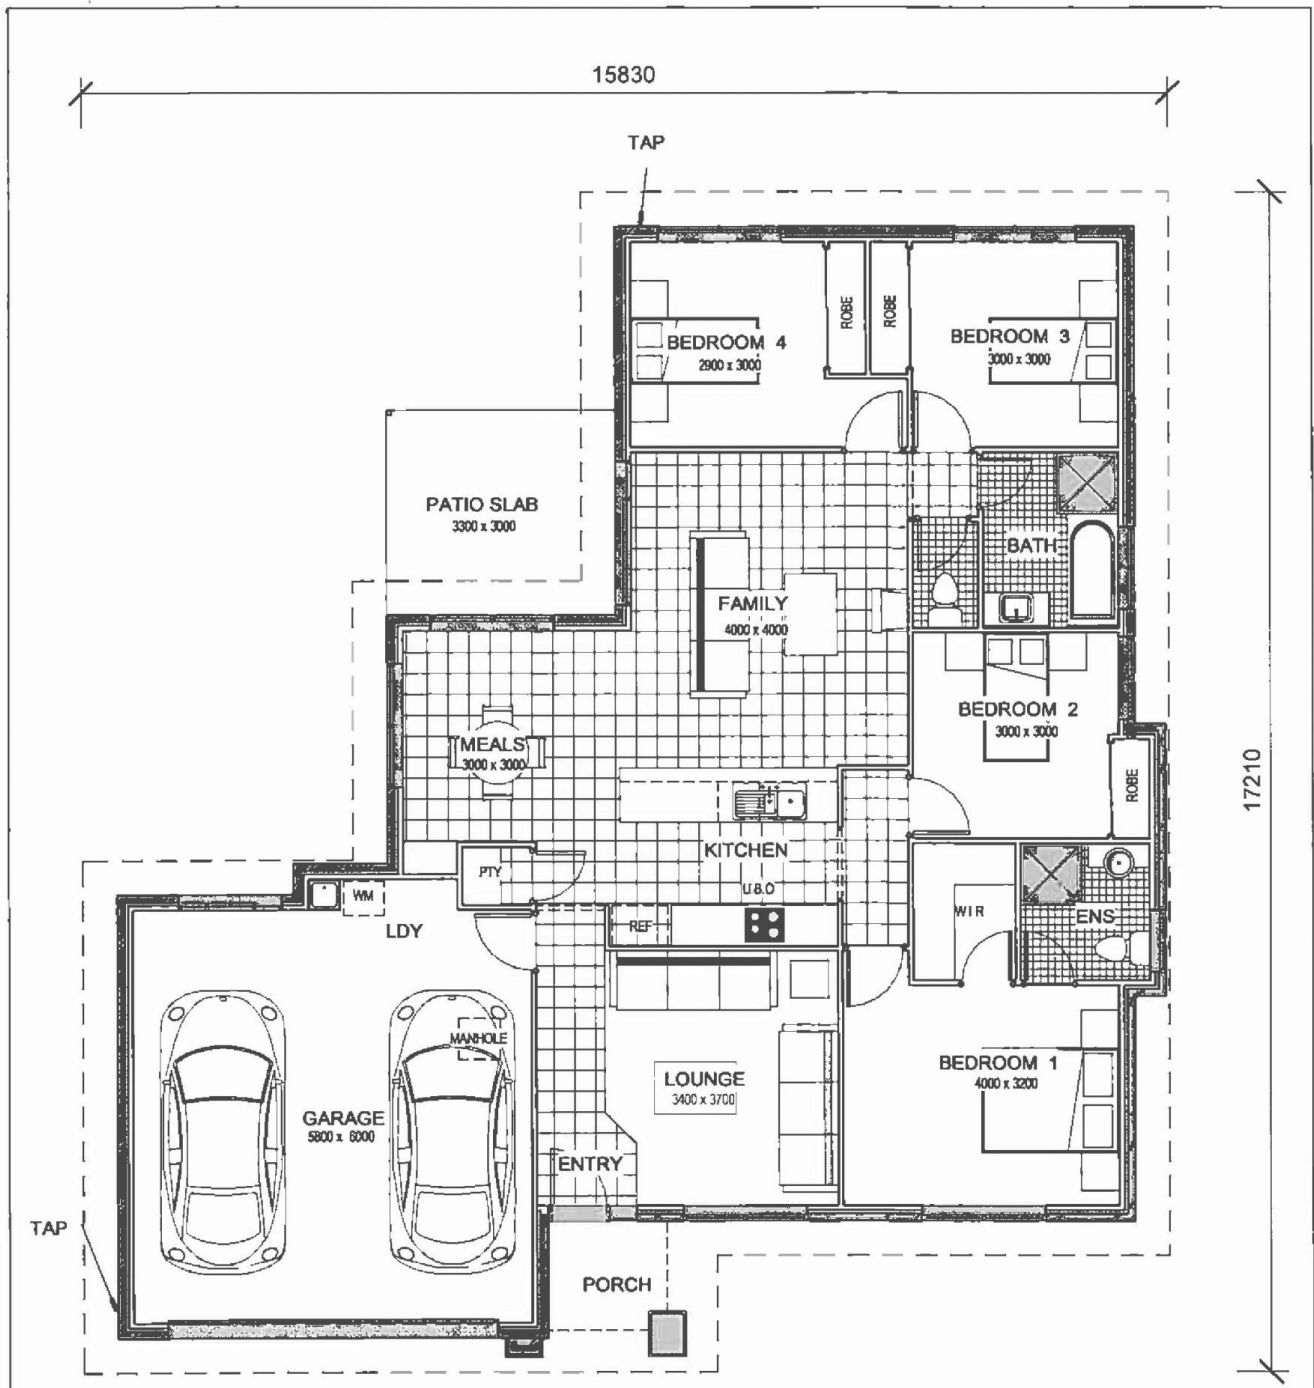 15830
TAP
BEDROOM 4
2900 x 3000
ROBE
ROBE
BEDROOM 3
3000 x 3000
PATIO SLAB
3300 x 3000
BATH
FAMILY
4000 x 4000
BEDROOM 2
3000 x 3000
MEALS
3000 x 3000
ROBE
17210
KITCHEN
PTY
U.B.O
WM
LDY
REF
W I R
ENS
MANHOLE
BEDROOM 1
4000 x 3200
LOUNGE
3400 x 3700
GARAGE
5800 x 6000
ENTRY
TAP
PORCH